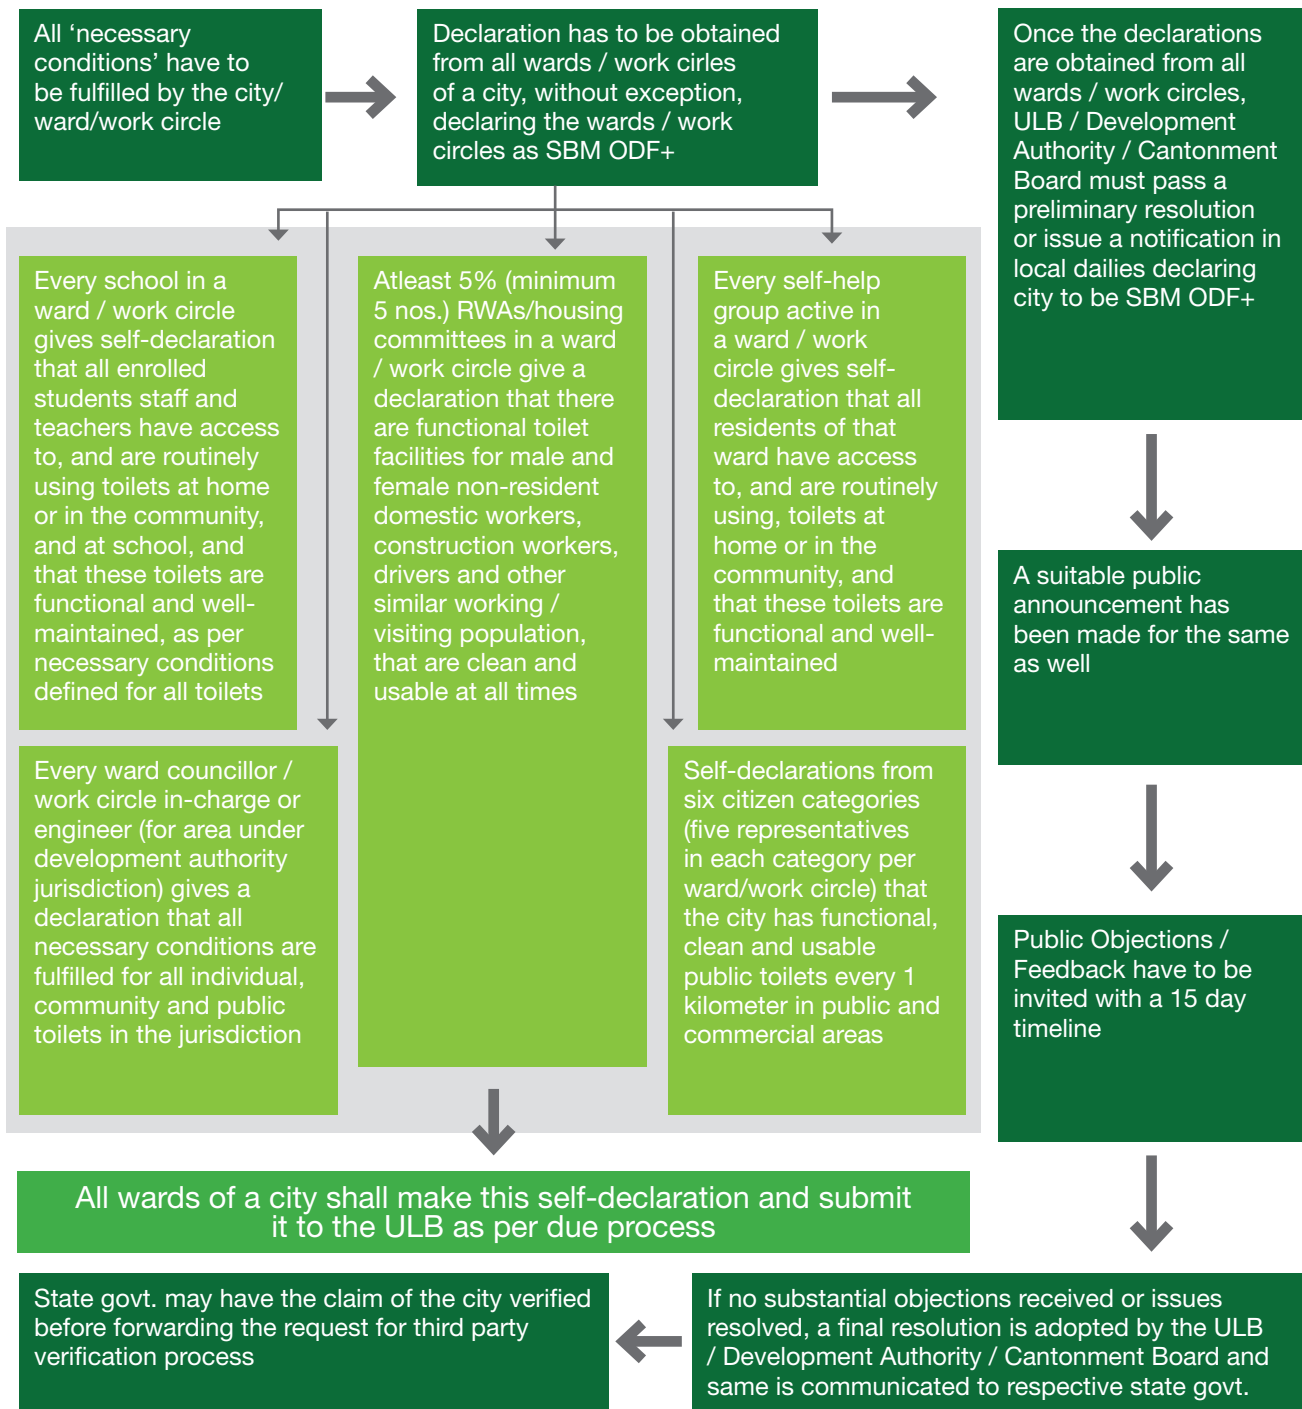 All ‘necessary
conditions’ have to
be fulfilled by the city/
ward/work circle
Declaration has to be obtained
from all wards / work cirles
of a city, without exception,
declaring the wards / work
circles as SBM ODF+
Once the declarations
are obtained from all
wards / work circles,
ULB / Development
Authority / Cantonment
Board must pass a
preliminary resolution
or issue a notification in
local dailies declaring
city to be SBM ODF+
Every school in a
ward / work circle
gives self-declaration
that all enrolled
students staff and
teachers have access
to, and are routinely
using toilets at home
or in the community,
and at school, and
that these toilets are
functional and well-
maintained, as per
necessary conditions
defined for all toilets
Atleast 5% (minimum
5 nos.) RWAs/housing
committees in a ward
/ work circle give a
declaration that there
are functional toilet
facilities for male and
female non-resident
domestic workers,
construction workers,
drivers and other
similar working /
visiting population,
that are clean and
usable at all times
Every self-help
group active in
a ward / work
circle gives self-
declaration that all
residents of that
ward have access
to, and are routinely
using, toilets at
home or in the
community, and
that these toilets are
functional and well-
maintained
Every ward councillor /
work circle in-charge or
engineer (for area under
development authority
jurisdiction) gives a
declaration that all
necessary conditions are
fulfilled for all individual,
community and public
toilets in the jurisdiction
Self-declarations from
six citizen categories
(five representatives
in each category per
ward/work circle) that
the city has functional,
clean and usable
public toilets every 1
kilometer in public and
commercial areas
A suitable public
announcement has
been made for the same
as well
Public Objections /
Feedback have to be
invited with a 15 day
timeline
All wards of a city shall make this self-declaration and submit
it to the ULB as per due process
If no substantial objections received or issues
resolved, a final resolution is adopted by the ULB
/ Development Authority / Cantonment Board and
same is communicated to respective state govt.
State govt. may have the claim of the city verified
before forwarding the request for third party
verification process